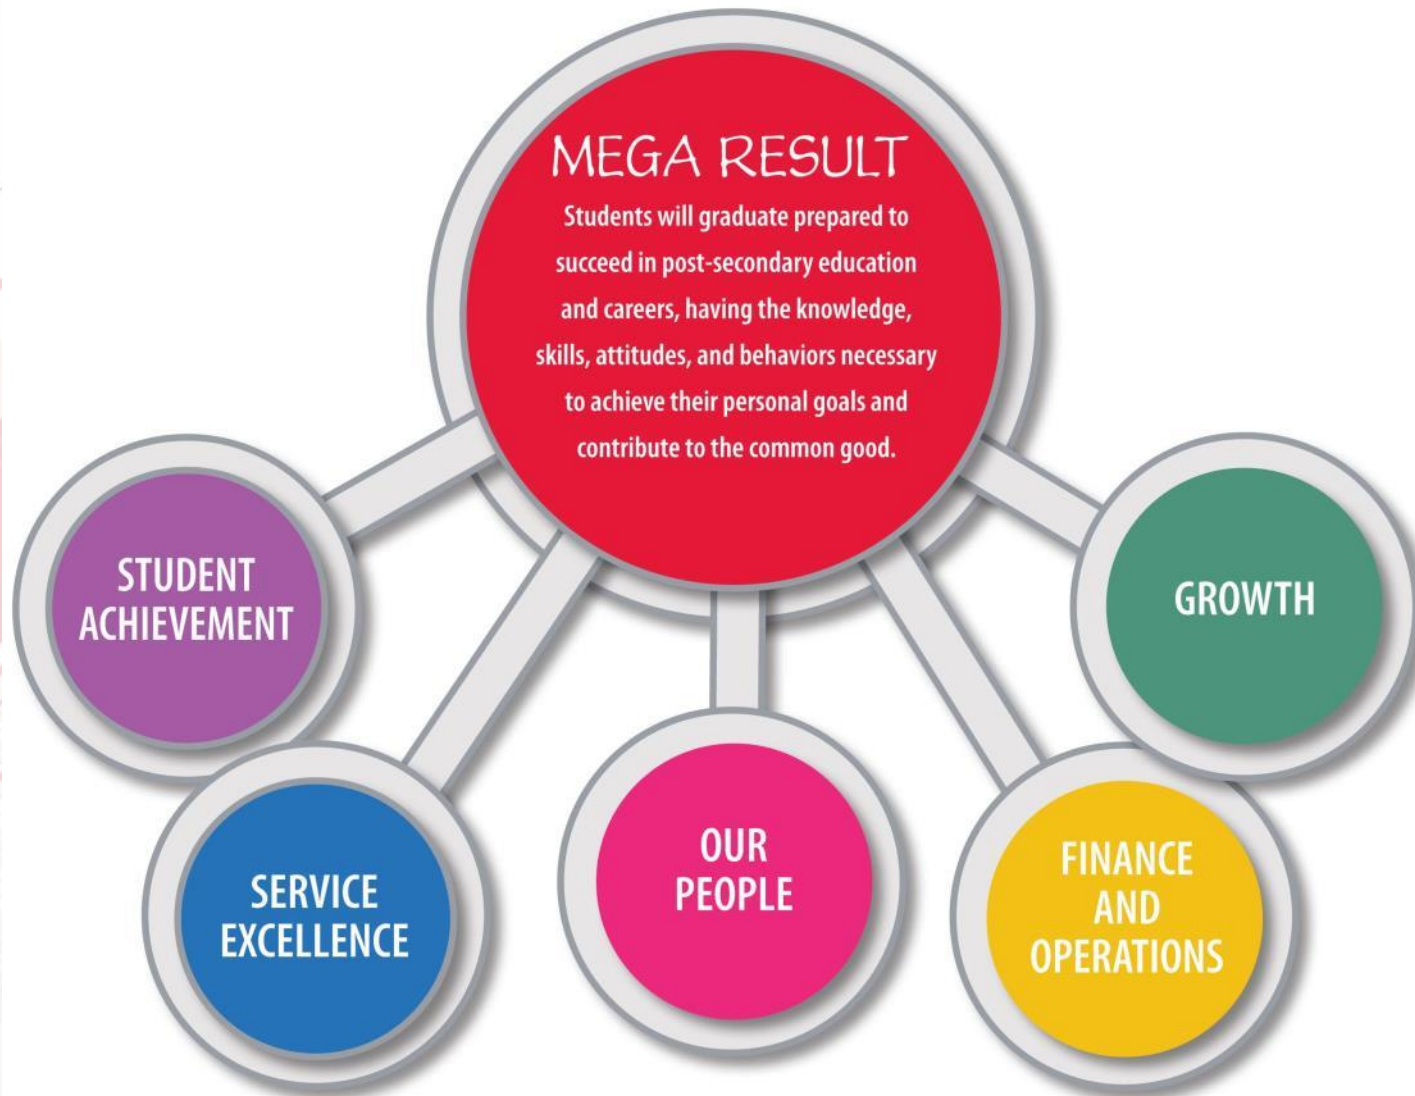 MEGA RESULT
Students will graduate prepared to
succeed in post-secondary education
and careers, having the knowledge,
skills, attitudes, and behaviors necessary
to achieve their personal goals and
contribute to the common good.
STUDENT
ACHIEVEMENT
SERVICE
EXCELLENCE
OUR
PEOPLE
FINANCE
AND
OPERATIONS
GROWTH